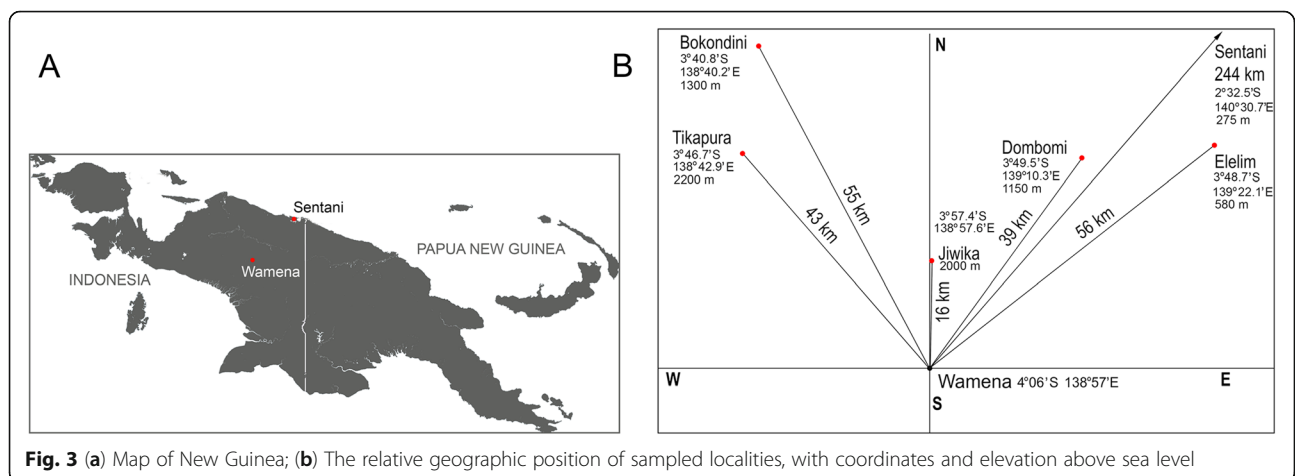 A
B
Sentani
Wamena
INDONESIA
PAPUA NEW GUINEA
N
Bokondini
3°40.8'S
138°40.2'E
1300 m
Tikapura
3°46.7'S
138°42.9'E
2200 m
55 km
43 km
Sentani
244 km
2°32.5'S
140°30.7'E
275 m
Dombomi
3°49.5'S
139°10.3'E
1150 m
Elelim
3°48.7'S
139°22.1'E
580 m
39 km
56 km
3°57.4'S
138°57.6'E
Jiwika
2000 m
16 km
W
E
Wamena 4°06'S 138°57'E
S
Fig. 3 (a) Map of New Guinea; (b) The relative geographic position of sampled localities, with coordinates and elevation above sea level